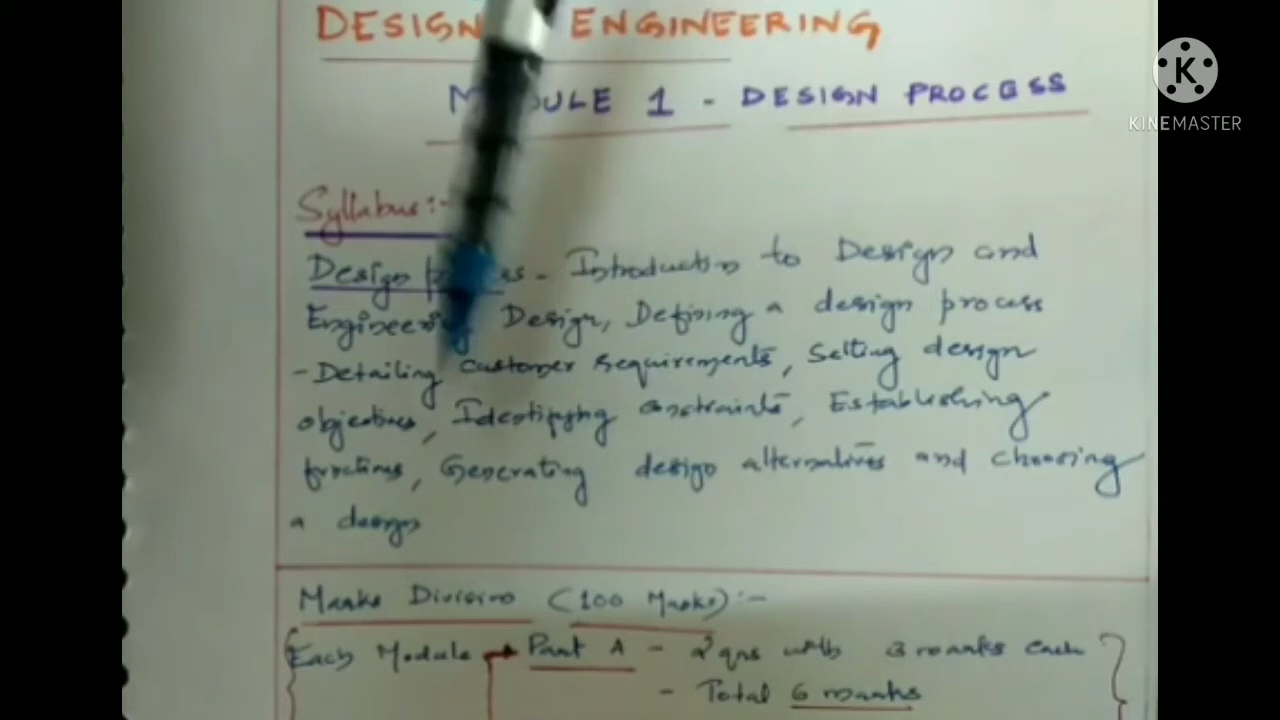 DESIGN ENGINEERING
MODULE 1 - DESIGN PROCESS
K
KINEMASTER
Syllabus:-
Design process - Introduction to Design and
Engineering Design, Defining a design process
- Detailing customer requirements, Setting design
objectives, Identifying constraints, Establishing
functions, Generating design alternatives and choosing
a design
Marks Division (100 Marks):-
Each Module → Part A - 2 qns with 3 marks each
- Total 6 marks